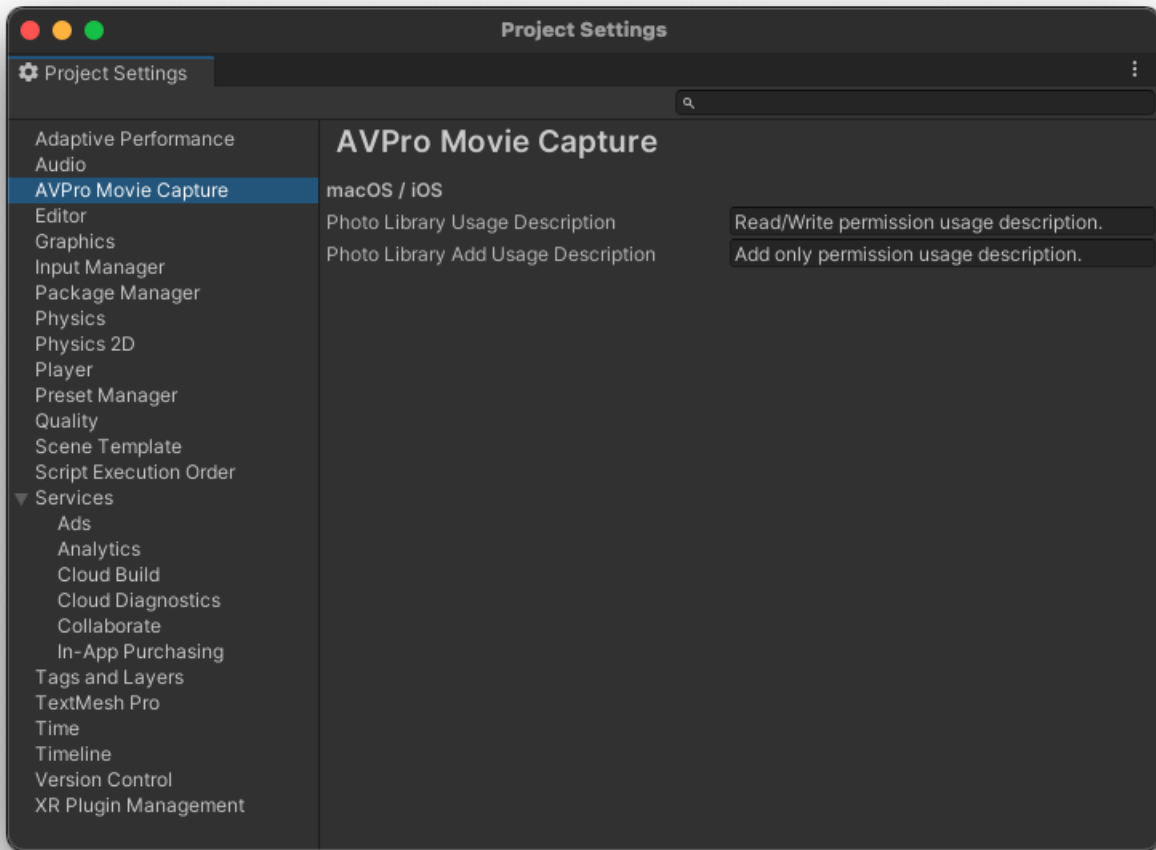 Project Settings
Project Settings
Adaptive Performance
Audio
AVPro Movie Capture
Editor
Graphics
Input Manager
Package Manager
Physics
Physics 2D
Player
Preset Manager
Quality
Scene Template
Script Execution Order
Services
Ads
Analytics
Cloud Build
Cloud Diagnostics
Collaborate
In-App Purchasing
Tags and Layers
TextMesh Pro
Time
Timeline
Version Control
XR Plugin Management
AVPro Movie Capture
macOS / iOS
Photo Library Usage Description Read/Write permission usage description.
Photo Library Add Usage Description Add only permission usage description.